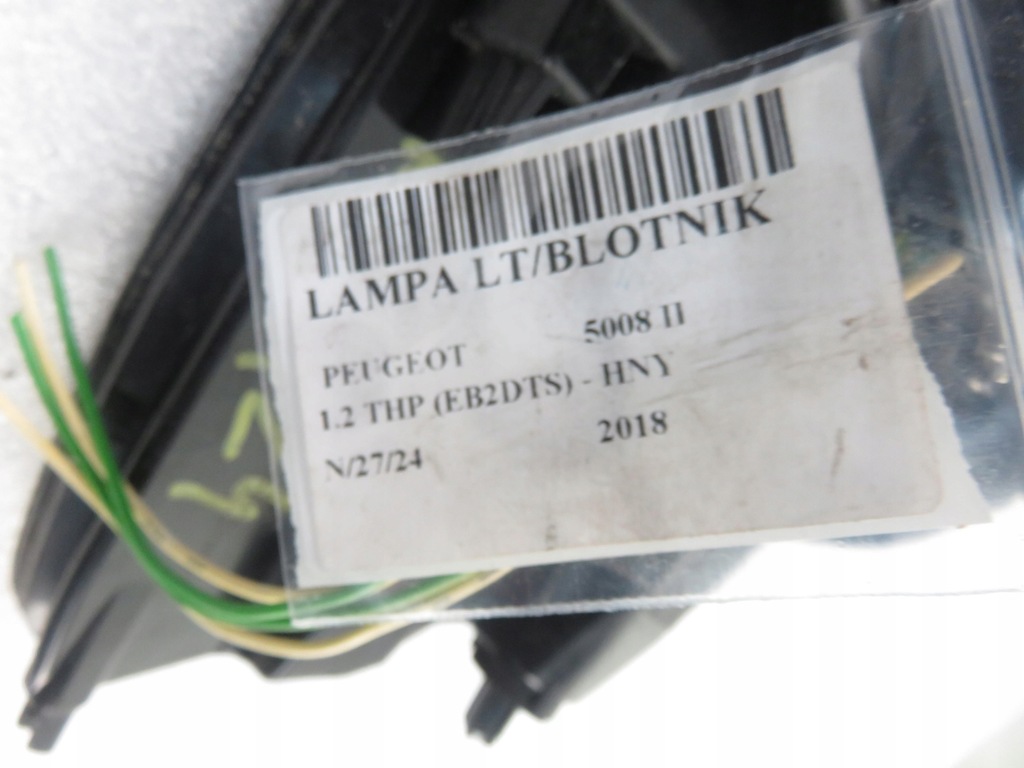 LAMPA LT/BLOTNIK
PEUGEOT 5008 II
1.2 THP (EB2DTS) - HNY
N/27/24 2018